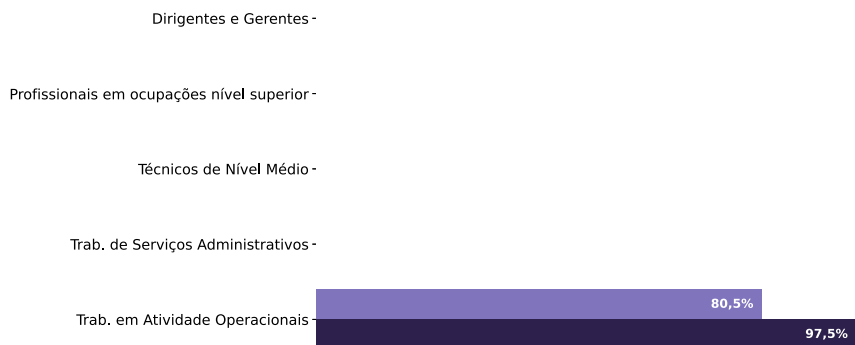 Dirigentes e Gerentes
Profissionais em ocupações nível superior
Técnicos de Nível Médio
Trab. de Serviços Administrativos
80,5%
Trab. em Atividade Operacionais
97,5%